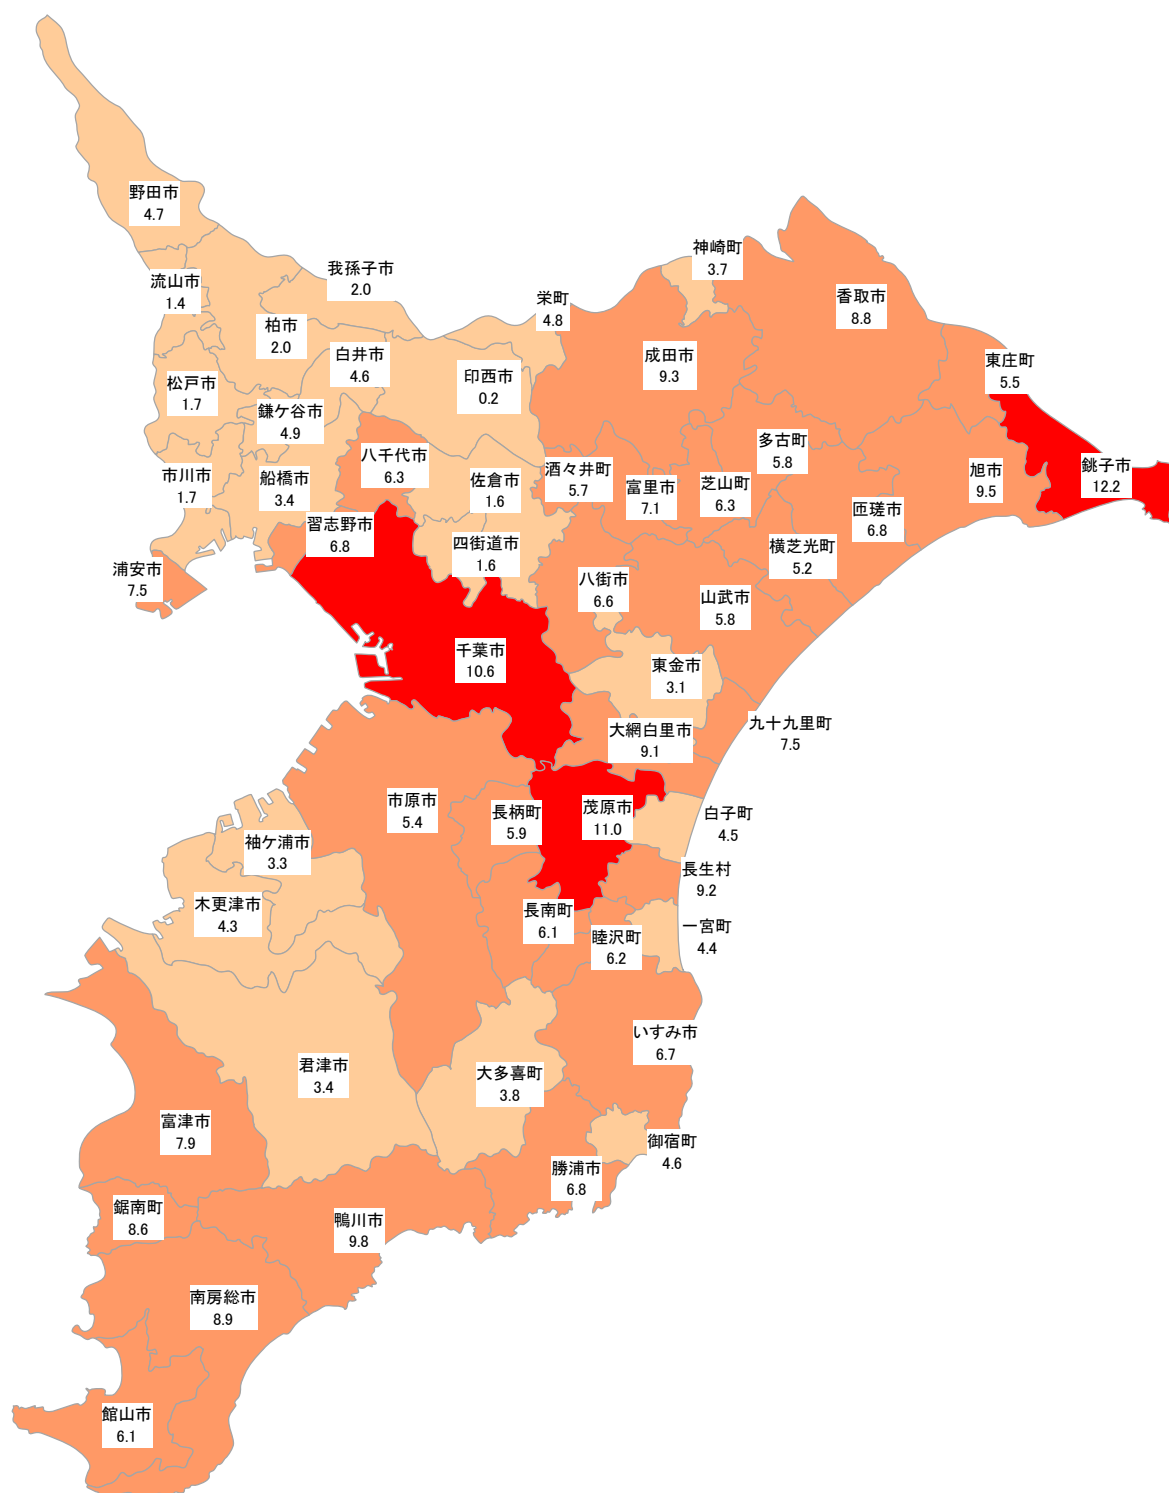 野田市
4.7
流山市
1.4
我孫子市
2.0
柏市
2.0
白井市
4.6
松戸市
1.7
鎌ケ谷市
4.9
印西市
0.2
栄町
4.8
神崎町
3.7
成田市
9.3
香取市
8.8
東庄町
5.5
銚子市
12.2
旭市
9.5
匝瑳市
6.8
多古町
5.8
芝山町
6.3
富里市
7.1
酒々井町
5.7
横芝光町
5.2
山武市
5.8
八街市
6.6
佐倉市
1.6
四街道市
1.6
八千代市
6.3
船橋市
3.4
市川市
1.7
習志野市
6.8
浦安市
7.5
千葉市
10.6
東金市
3.1
九十九里町
7.5
大網白里市
9.1
市原市
5.4
長柄町
5.9
茂原市
11.0
白子町
4.5
長生村
9.2
一宮町
4.4
長南町
6.1
睦沢町
6.2
袖ケ浦市
3.3
木更津市
4.3
君津市
3.4
大多喜町
3.8
いすみ市
6.7
御宿町
4.6
勝浦市
6.8
富津市
7.9
鋸南町
8.6
鴨川市
9.8
南房総市
8.9
館山市
6.1